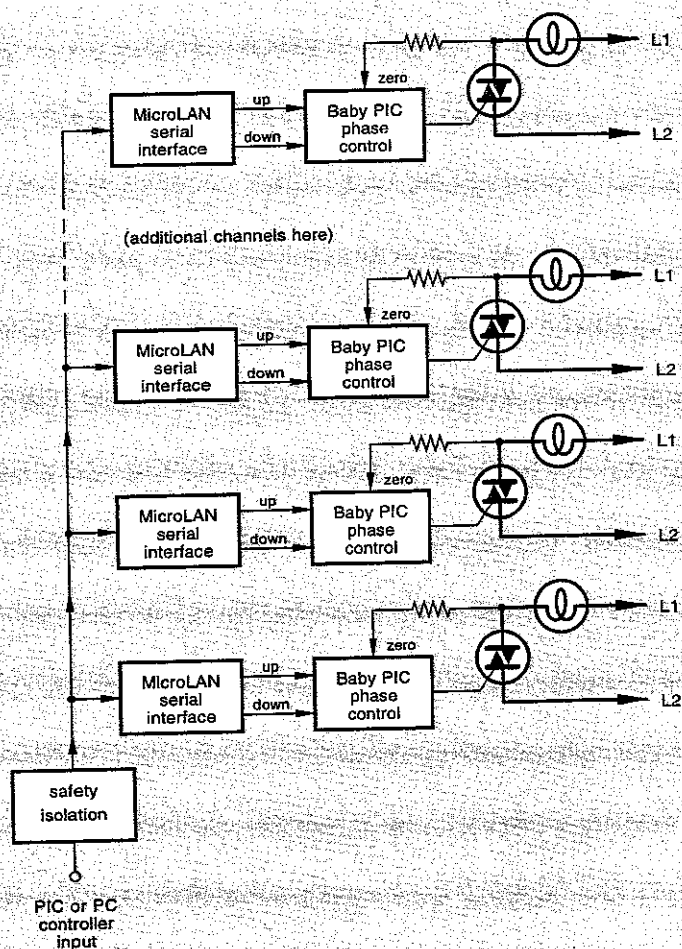 L1
zero
up
MicroLAN
serial
interface
Baby PIC
phase
control
down
L2
(additional channels here)
L1
zero
up
MicroLAN
serial
interface
Baby PIC
phase
control
down
L2
L1
zero
up
MicroLAN
serial
interface
Baby PIC
phase
control
down
L2
L1
zero
up
MicroLAN
serial
interface
Baby PIC
phase
control
down
L2
safety
isolation
PIC or PC
controller
input